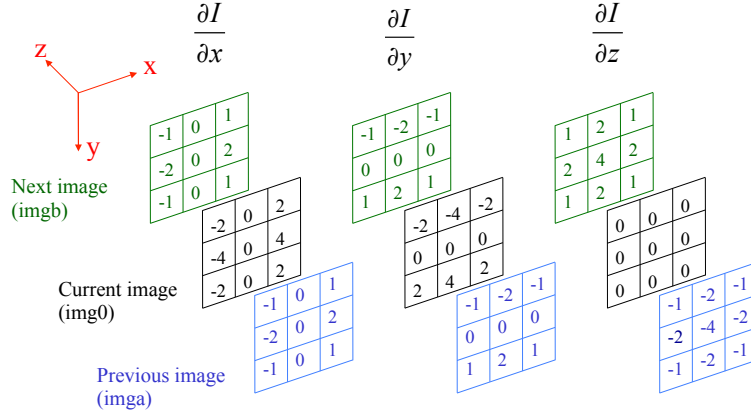 ∂I/∂x ∂I/∂y ∂I/∂z
z x
y
Next image
(imgb)
-1 0 1
-2 0 2
-1 0 1
-1 -2 -1
0 0 0
1 2 1
1 2 1
2 4 2
1 2 1
Current image
(img0)
-2 0 2
-4 0 4
-2 0 2
-2 -4 -2
0 0 0
2 4 2
0 0 0
0 0 0
0 0 0
Previous image
(imga)
-1 0 1
-2 0 2
-1 0 1
-1 -2 -1
0 0 0
1 2 1
-1 -2 -1
-2 -4 -2
-1 -2 -1